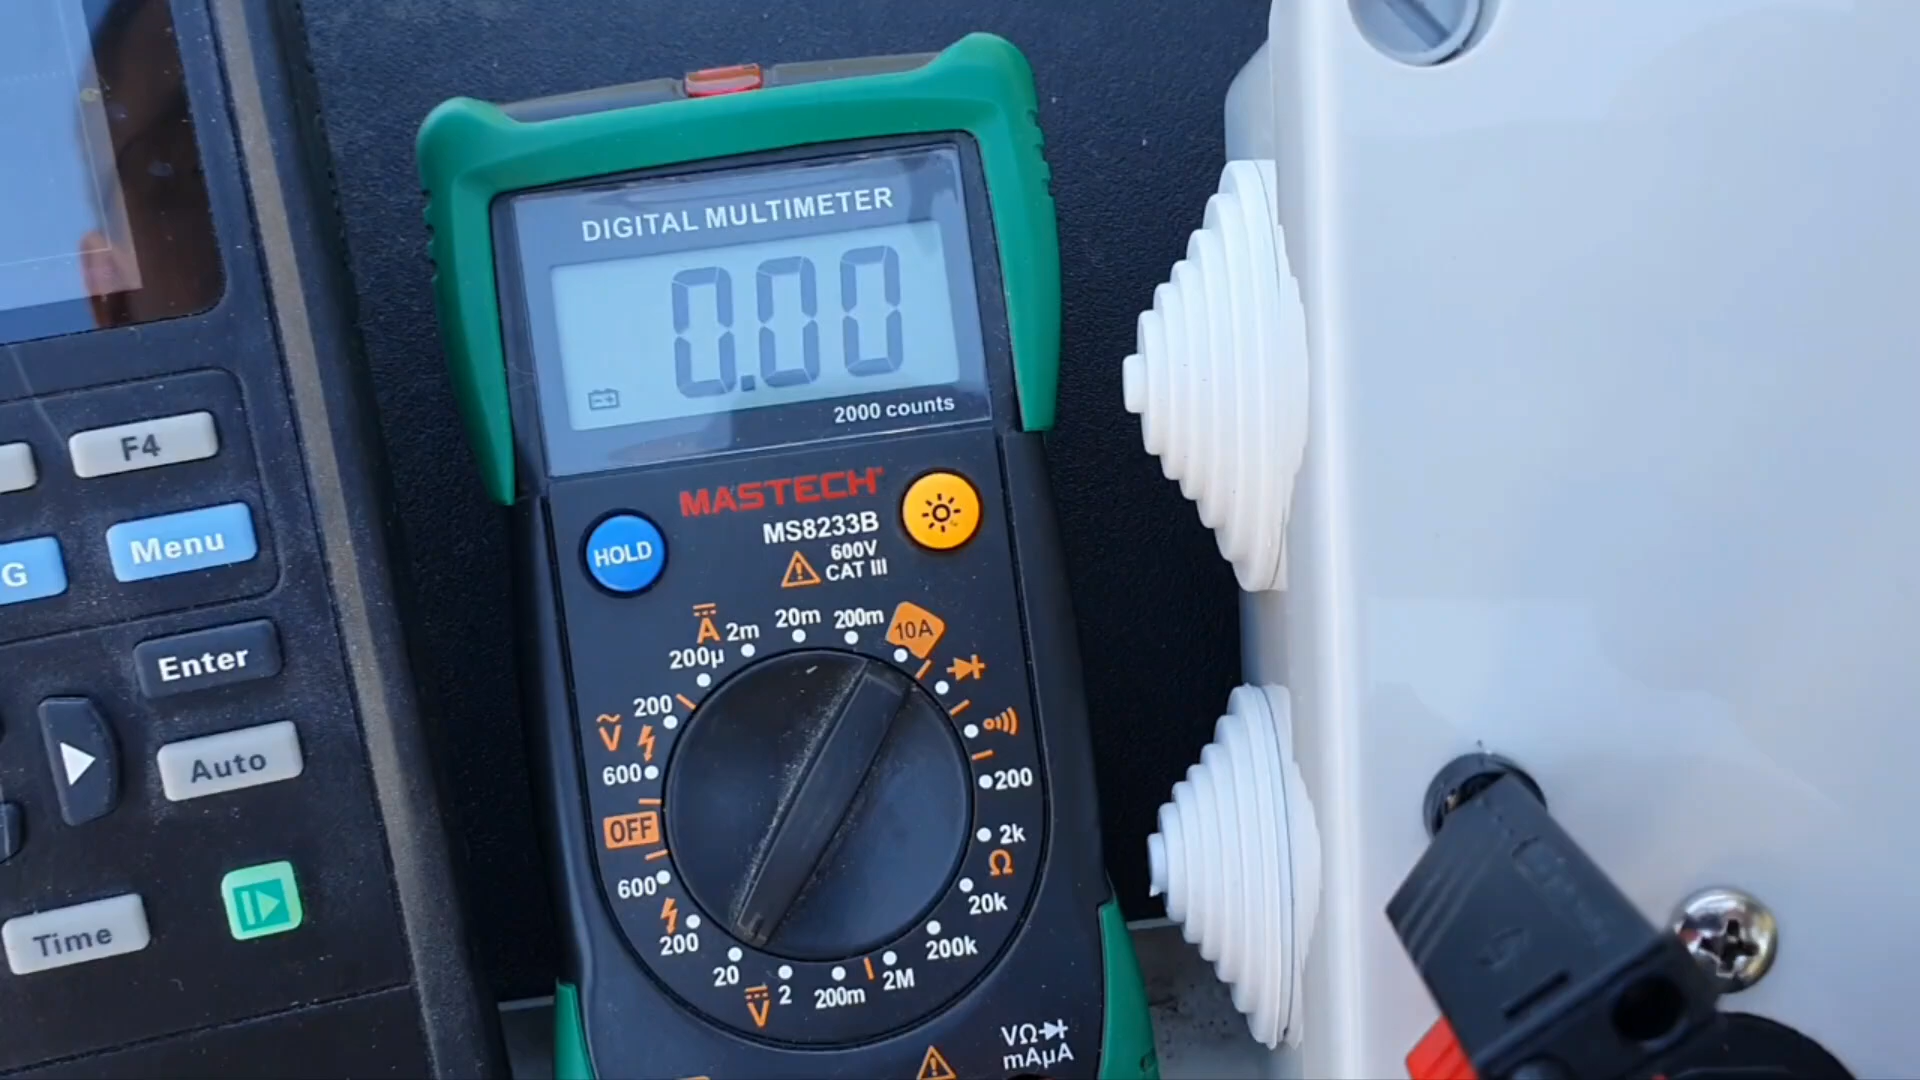 DIGITAL MULTIMETER
0.00
2000 counts
MASTECH
MS8233B
600V
CAT III
HOLD
A
2m
20m
200m
10A
200µ
200
V
600
OFF
600
200
20
V
2
200m
2M
200k
20k
Ω
2k
200
VΩ
mAµA
F4
G
Menu
Enter
Auto
Time